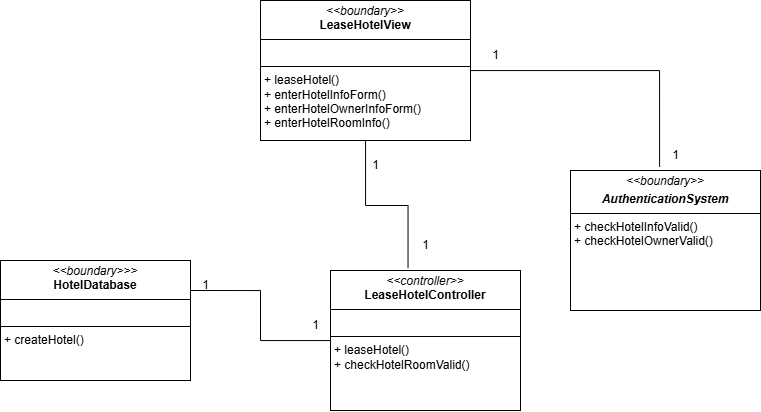 <<boundary>>
LeaseHotelView
+ leaseHotel()
+ enterHotelInfoForm()
+ enterHotelOwnerInfoForm()
+ enterHotelRoomInfo()
1
1
1
1
<<boundary>>
AuthenticationSystem
+ checkHotelInfoValid()
+ checkHotelOwnerValid()
<<boundary>>>
HotelDatabase
+ createHotel()
1
1
<<controller>>
LeaseHotelController
+ leaseHotel()
+ checkHotelRoomValid()